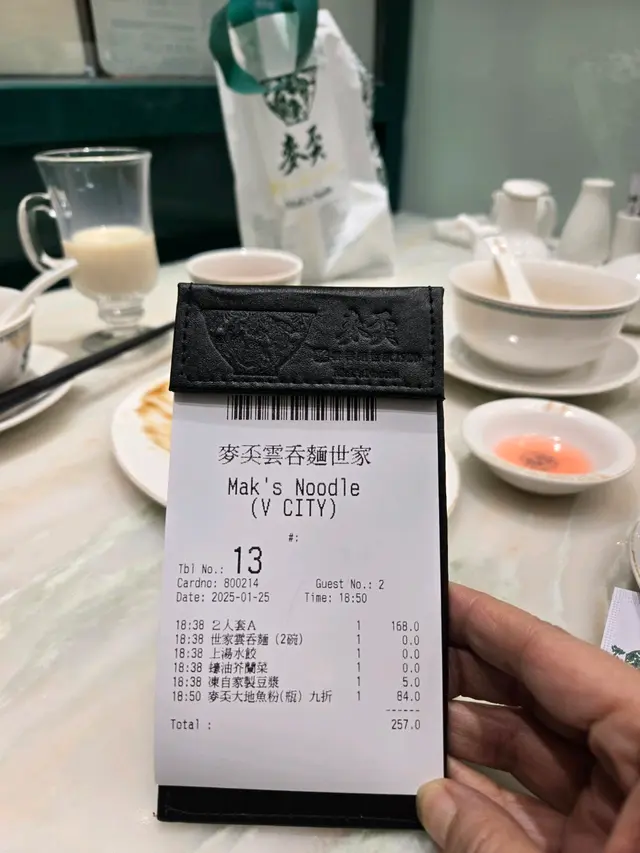 麥奀
麥奀
麥奀雲吞麵世家
Mak's Noodle
(V CITY)
#:
Tbl No.: 13
Cardno: 800214 Guest No.: 2
Date: 2025-01-25 Time: 18:50
18:38 2人套A 1 168.0
18:38 世家雲吞麵 (2碗) 1 0.0
18:38 上湯水餃 1 0.0
18:38 蠔油芥蘭菜 1 0.0
18:38 凍自家製豆漿 1 5.0
18:50 麥奀大地魚粉(瓶) 九折 1 84.0
------
Total : 257.0